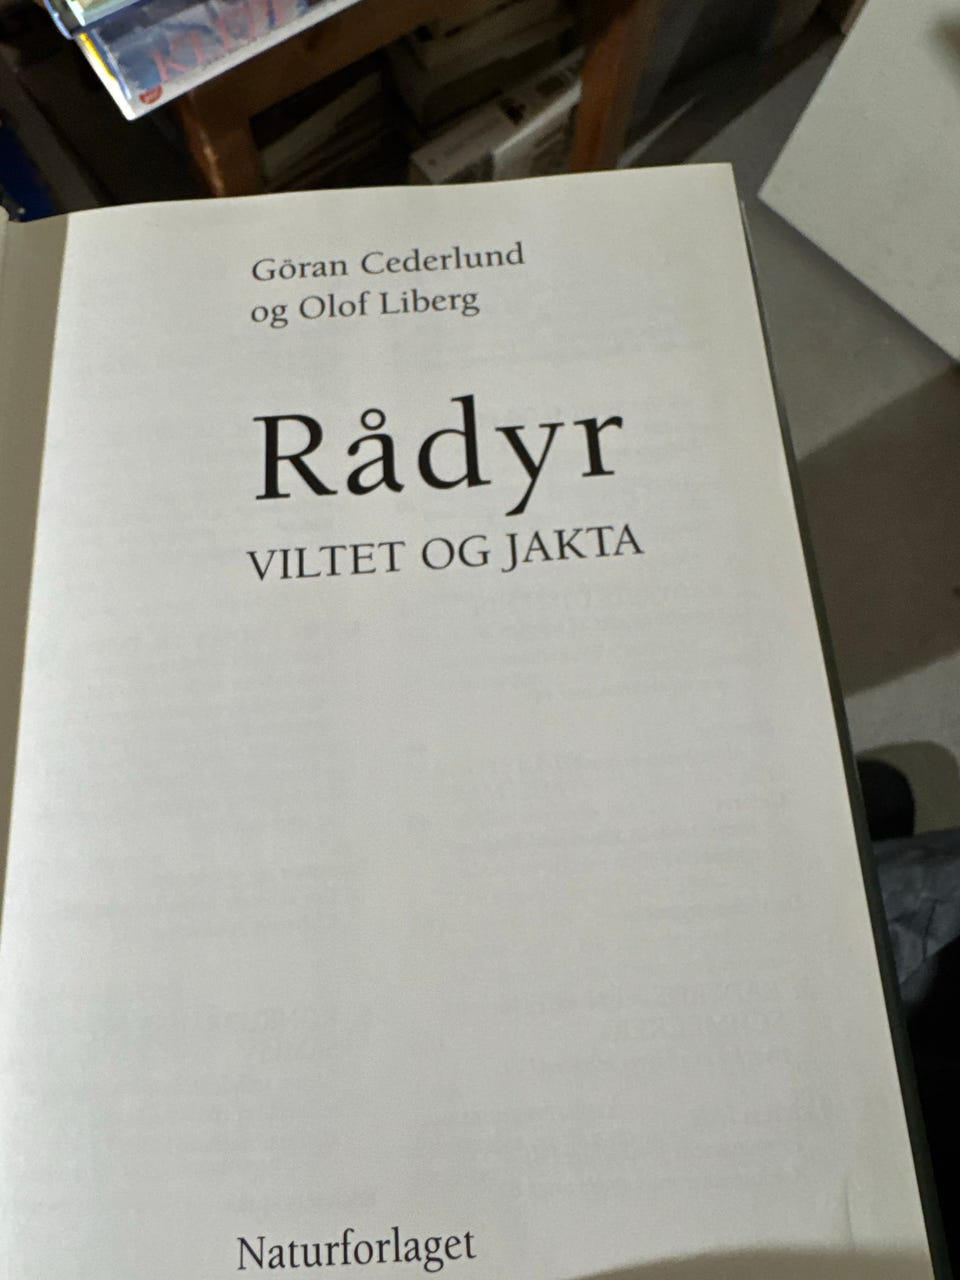 Göran Cederlund
og Olof Liberg
Rådyr
VILTET OG JAKTA
Naturforlaget